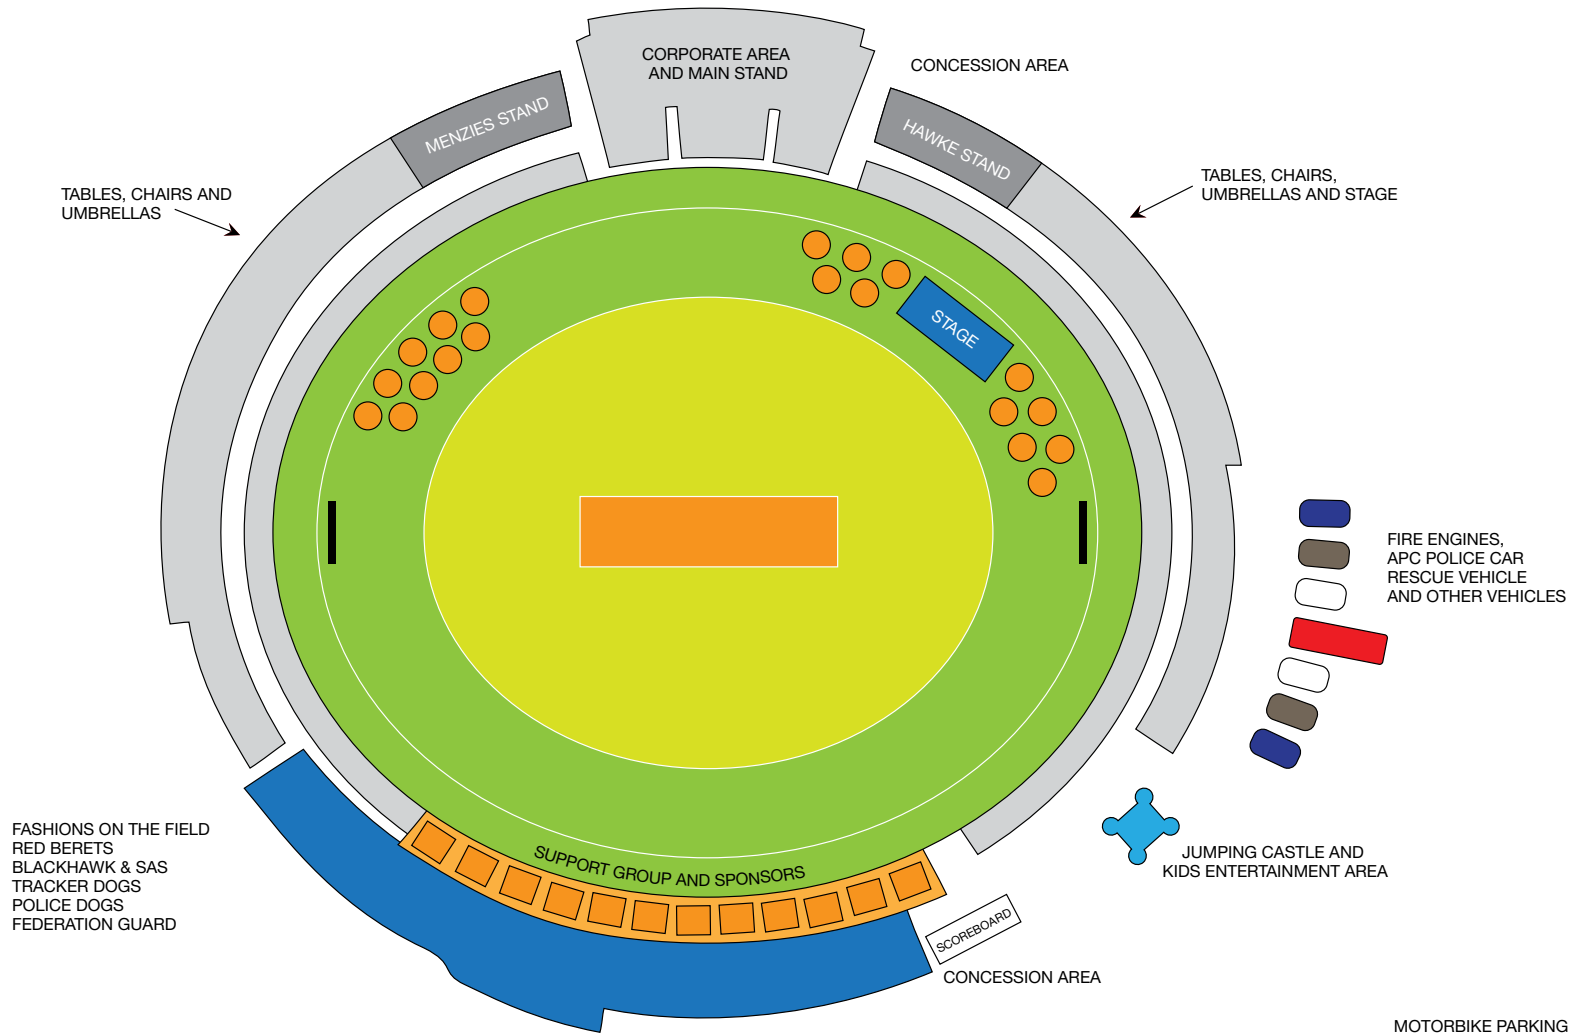 CORPORATE AREA
AND MAIN STAND
CONCESSION AREA
MENZIES STAND
HAWKE STAND
TABLES, CHAIRS AND
UMBRELLAS
TABLES, CHAIRS,
UMBRELLAS AND STAGE
STAGE
FIRE ENGINES,
APC POLICE CAR
RESCUE VEHICLE
AND OTHER VEHICLES
FASHIONS ON THE FIELD
RED BERETS
BLACKHAWK & SAS
TRACKER DOGS
POLICE DOGS
FEDERATION GUARD
SUPPORT GROUP AND SPONSORS
JUMPING CASTLE AND
KIDS ENTERTAINMENT AREA
SCOREBOARD
CONCESSION AREA
MOTORBIKE PARKING